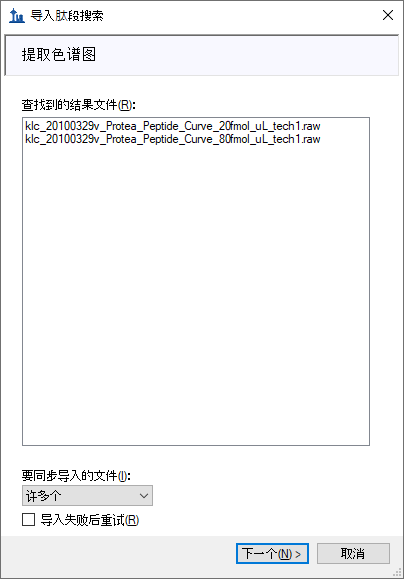 导入肽段搜索
提取色谱图
查找到的结果文件(R):
klc_20100329v_Protea_Peptide_Curve_20fmol_uL_tech1.raw
klc_20100329v_Protea_Peptide_Curve_80fmol_uL_tech1.raw
要同步导入的文件(I):
许多个
导入失败后重试(R)
下一个(N) >
取消